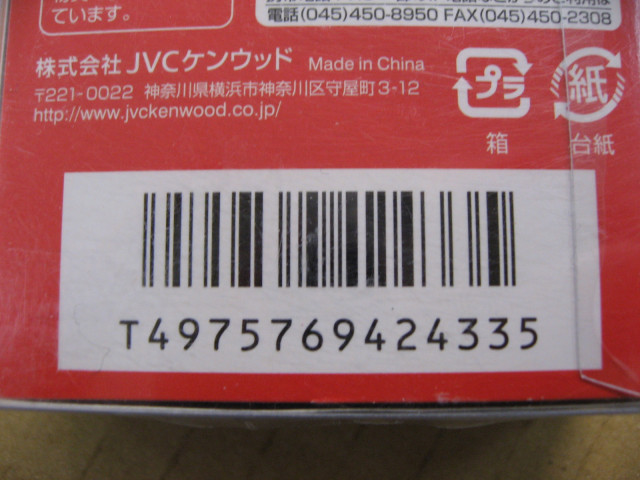 ています。
電話(045)450-8950 FAX(045)450-2308
株式会社 JVCケンウッド Made in China
〒221-0022 神奈川県横浜市神奈川区守屋町3-12
http://www.jvckenwood.co.jp/
プラ
箱
紙
台紙
T4975769424335